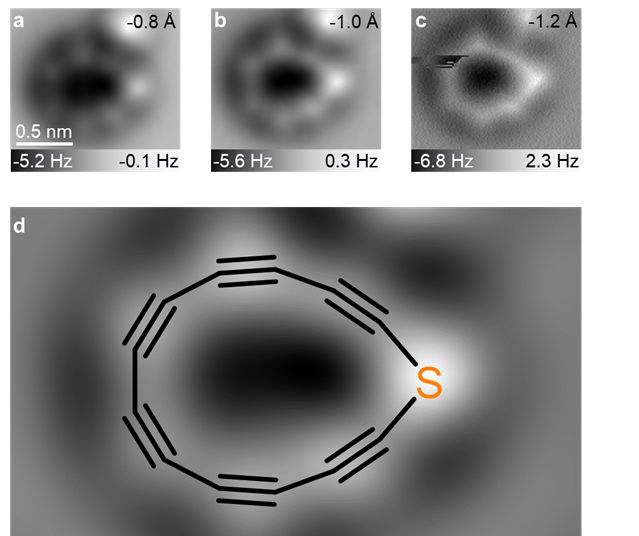 a -0.8 Å
0.5 nm
-5.2 Hz -0.1 Hz
b -1.0 Å
-5.6 Hz 0.3 Hz
c -1.2 Å
-6.8 Hz 2.3 Hz
d
S